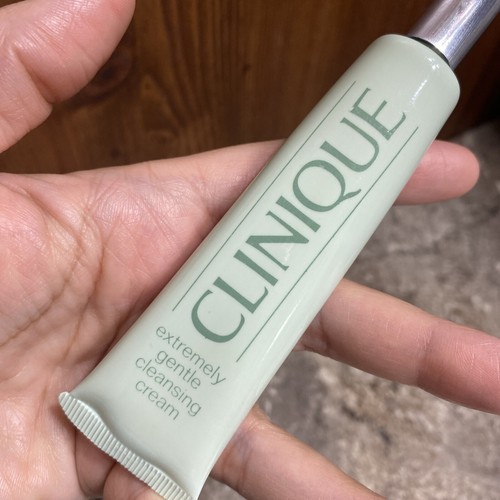 CLINIQUE
extremely
gentle
cleansing
cream